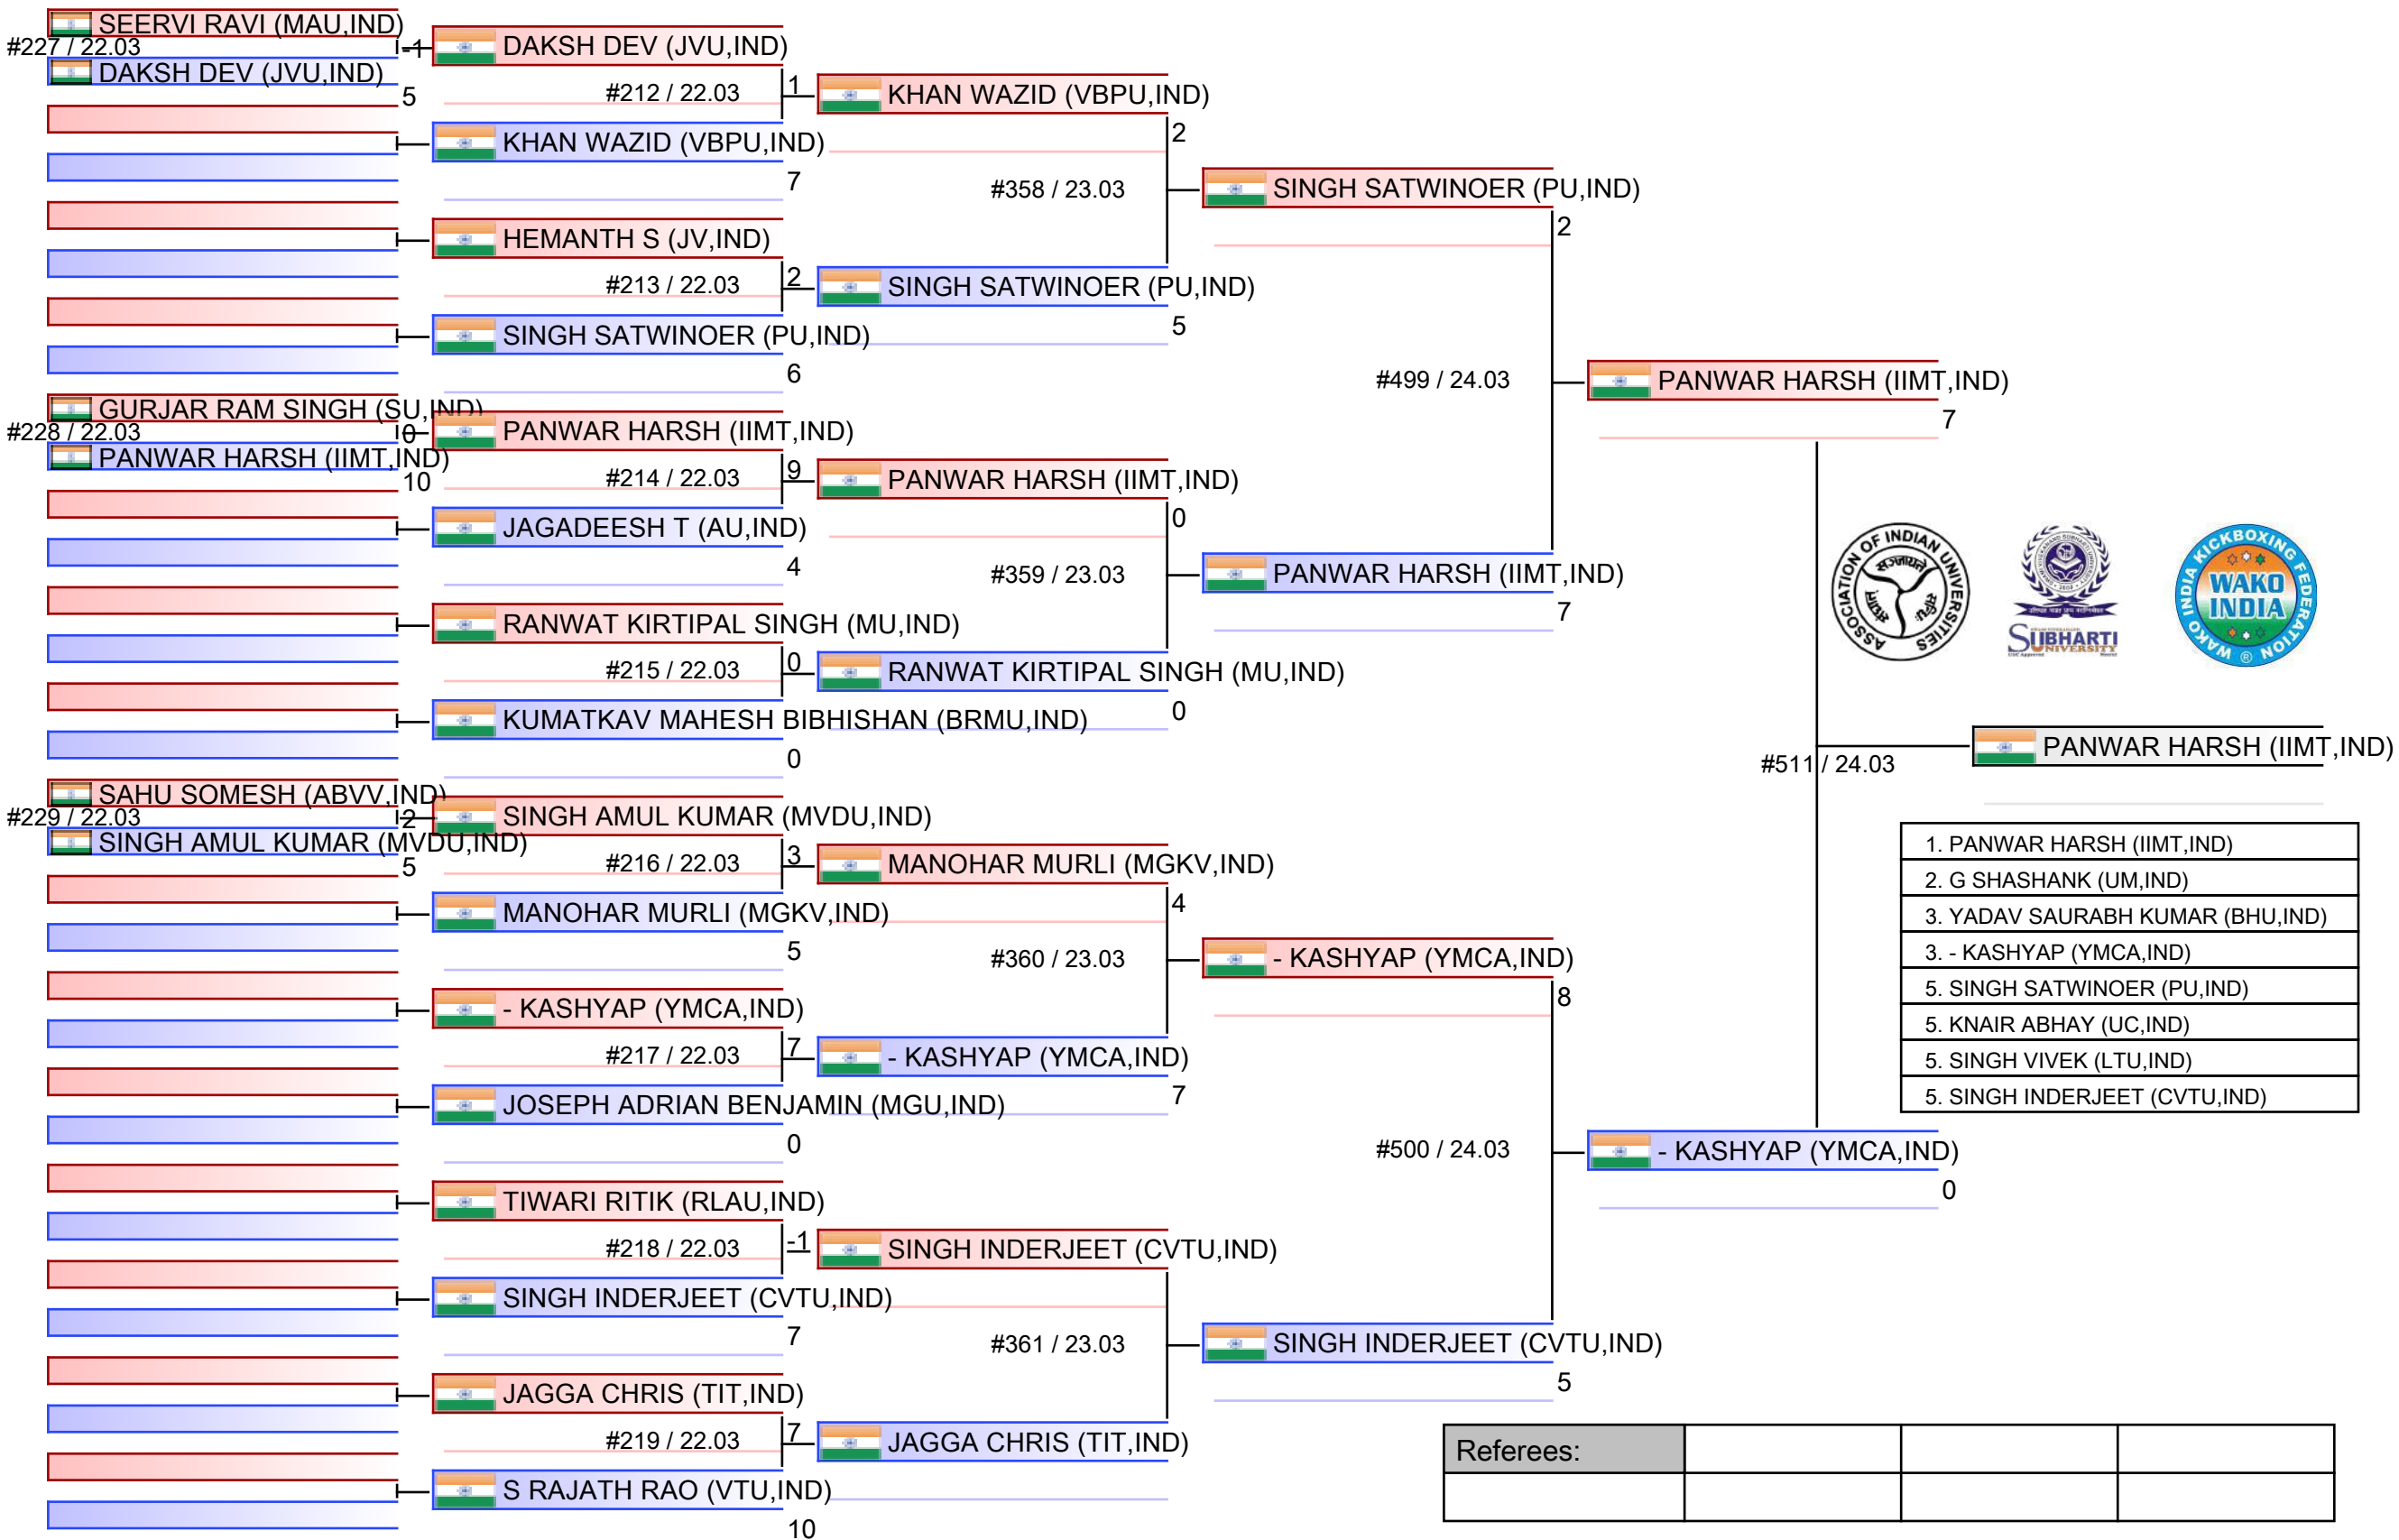 SEERVI RAVI (MAU,IND)
#227 / 22.03
-1
DAKSH DEV (JVU,IND)
5
DAKSH DEV (JVU,IND)
#212 / 22.03
1
KHAN WAZID (VBPU,IND)
7
KHAN WAZID (VBPU,IND)
2
#358 / 23.03
HEMANTH S (JV,IND)
#213 / 22.03
2
SINGH SATWINOER (PU,IND)
6
SINGH SATWINOER (PU,IND)
5
SINGH SATWINOER (PU,IND)
2
#499 / 24.03
GURJAR RAM SINGH (SU,IND)
#228 / 22.03
0
PANWAR HARSH (IIMT,IND)
10
PANWAR HARSH (IIMT,IND)
#214 / 22.03
9
JAGADEESH T (AU,IND)
4
PANWAR HARSH (IIMT,IND)
0
#359 / 23.03
RANWAT KIRTIPAL SINGH (MU,IND)
#215 / 22.03
0
KUMATKAV MAHESH BIBHISHAN (BRMU,IND)
0
RANWAT KIRTIPAL SINGH (MU,IND)
0
PANWAR HARSH (IIMT,IND)
7
PANWAR HARSH (IIMT,IND)
7
#511 / 24.03
SAHU SOMESH (ABVV,IND)
#229 / 22.03
2
SINGH AMUL KUMAR (MVDU,IND)
5
SINGH AMUL KUMAR (MVDU,IND)
#216 / 22.03
3
MANOHAR MURLI (MGKV,IND)
5
MANOHAR MURLI (MGKV,IND)
4
#360 / 23.03
- KASHYAP (YMCA,IND)
#217 / 22.03
7
JOSEPH ADRIAN BENJAMIN (MGU,IND)
0
- KASHYAP (YMCA,IND)
7
- KASHYAP (YMCA,IND)
8
#500 / 24.03
TIWARI RITIK (RLAU,IND)
#218 / 22.03
-1
SINGH INDERJEET (CVTU,IND)
7
SINGH INDERJEET (CVTU,IND)
#361 / 23.03
JAGGA CHRIS (TIT,IND)
#219 / 22.03
7
S RAJATH RAO (VTU,IND)
10
JAGGA CHRIS (TIT,IND)
SINGH INDERJEET (CVTU,IND)
5
- KASHYAP (YMCA,IND)
0
ASSOCIATION OF INDIAN UNIVERSITIES
SUBHARTI
UNIVERSITY
WAKO INDIA KICKBOXING FEDERATION
WAKO
INDIA
®
PANWAR HARSH (IIMT,IND)
1. PANWAR HARSH (IIMT,IND)
2. G SHASHANK (UM,IND)
3. YADAV SAURABH KUMAR (BHU,IND)
3. - KASHYAP (YMCA,IND)
5. SINGH SATWINOER (PU,IND)
5. KNAIR ABHAY (UC,IND)
5. SINGH VIVEK (LTU,IND)
5. SINGH INDERJEET (CVTU,IND)
Referees: